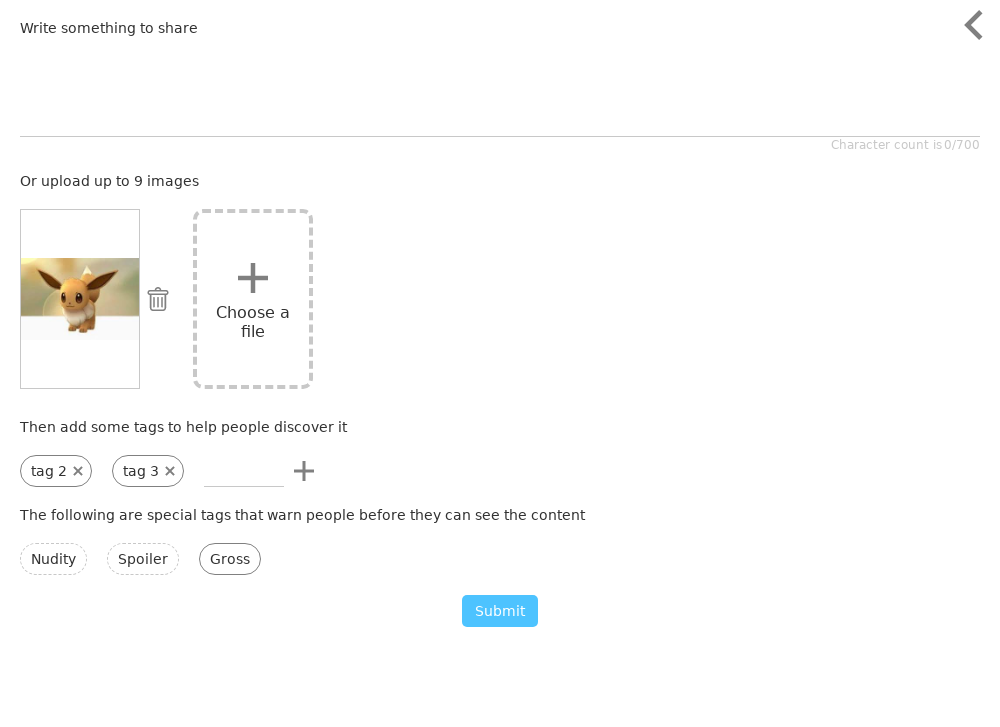 Write something to share
Character count is 0/700
Or upload up to 9 images
Choose a
file
Then add some tags to help people discover it
tag 2
tag 3
The following are special tags that warn people before they can see the content
Nudity
Spoiler
Gross
Submit